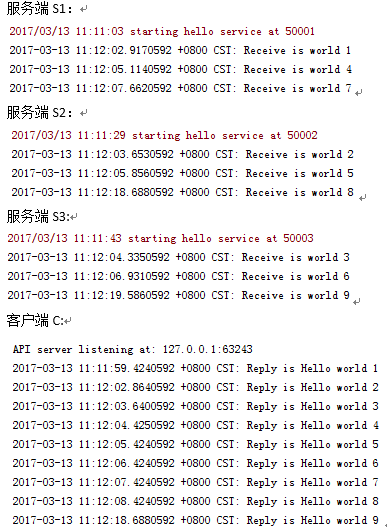 服务端 S1：
2017/03/13 11:11:03 starting hello service at 50001
2017-03-13 11:12:02.9170592 +0800 CST: Receive is world 1
2017-03-13 11:12:05.1140592 +0800 CST: Receive is world 4
2017-03-13 11:12:07.6620592 +0800 CST: Receive is world 7
服务端 S2：
2017/03/13 11:11:29 starting hello service at 50002
2017-03-13 11:12:03.6530592 +0800 CST: Receive is world 2
2017-03-13 11:12:05.8560592 +0800 CST: Receive is world 5
2017-03-13 11:12:18.6880592 +0800 CST: Receive is world 8
服务端 S3:
2017/03/13 11:11:43 starting hello service at 50003
2017-03-13 11:12:04.3350592 +0800 CST: Receive is world 3
2017-03-13 11:12:06.9310592 +0800 CST: Receive is world 6
2017-03-13 11:12:19.5860592 +0800 CST: Receive is world 9
客户端 C:
API server listening at: 127.0.0.1:63243
2017-03-13 11:11:59.4240592 +0800 CST: Reply is Hello world 1
2017-03-13 11:12:02.8640592 +0800 CST: Reply is Hello world 2
2017-03-13 11:12:03.6400592 +0800 CST: Reply is Hello world 3
2017-03-13 11:12:04.4250592 +0800 CST: Reply is Hello world 4
2017-03-13 11:12:05.4240592 +0800 CST: Reply is Hello world 5
2017-03-13 11:12:06.4240592 +0800 CST: Reply is Hello world 6
2017-03-13 11:12:07.4240592 +0800 CST: Reply is Hello world 7
2017-03-13 11:12:08.4240592 +0800 CST: Reply is Hello world 8
2017-03-13 11:12:18.6880592 +0800 CST: Reply is Hello world 9